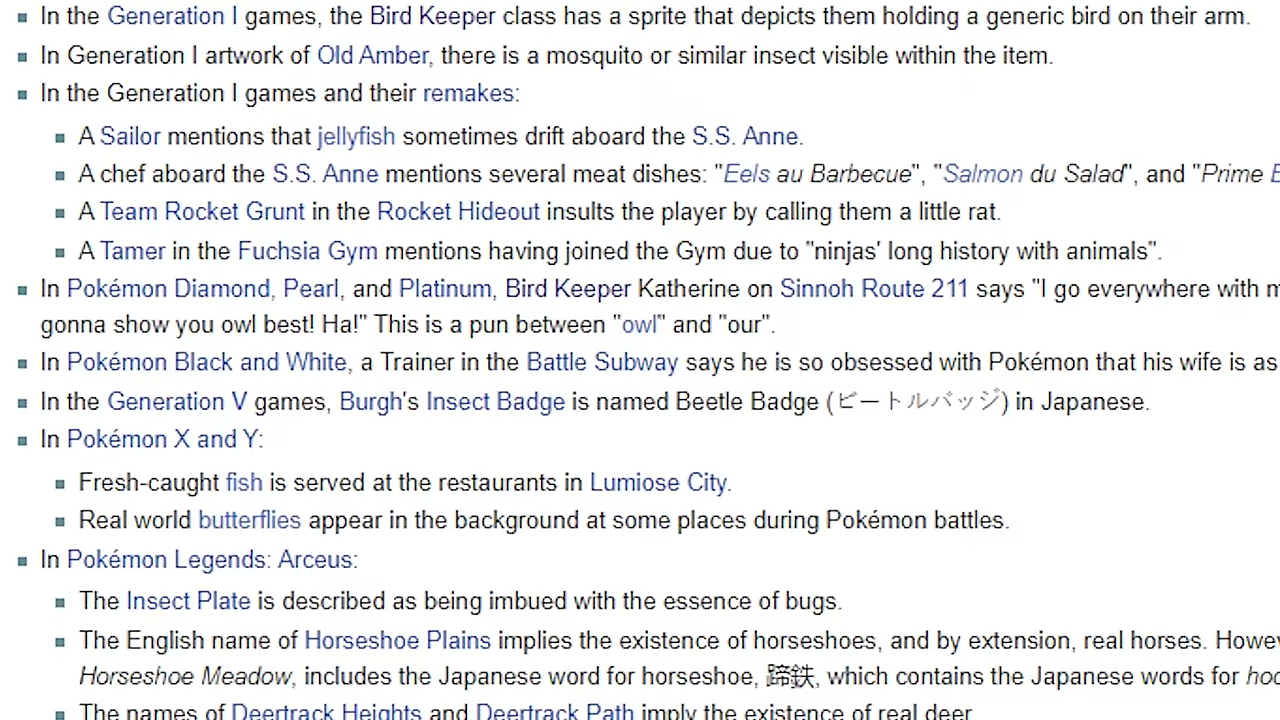 In the Generation I games, the Bird Keeper class has a sprite that depicts them holding a generic bird on their arm.
In Generation I artwork of Old Amber, there is a mosquito or similar insect visible within the item.
In the Generation I games and their remakes:
A Sailor mentions that jellyfish sometimes drift aboard the S.S. Anne.
A chef aboard the S.S. Anne mentions several meat dishes: "Eels au Barbecue", "Salmon du Salad", and "Prime
A Team Rocket Grunt in the Rocket Hideout insults the player by calling them a little rat.
A Tamer in the Fuchsia Gym mentions having joined the Gym due to "ninjas' long history with animals".
In Pokémon Diamond, Pearl, and Platinum, Bird Keeper Katherine on Sinnoh Route 211 says "I go everywhere with
gonna show you owl best! Ha!" This is a pun between "owl" and "our".
In Pokémon Black and White, a Trainer in the Battle Subway says he is so obsessed with Pokémon that his wife is as
In the Generation V games, Burgh's Insect Badge is named Beetle Badge (ビートルバッジ) in Japanese.
In Pokémon X and Y:
Fresh-caught fish is served at the restaurants in Lumiose City.
Real world butterflies appear in the background at some places during Pokémon battles.
In Pokémon Legends: Arceus:
The Insect Plate is described as being imbued with the essence of bugs.
The English name of Horseshoe Plains implies the existence of horseshoes, and by extension, real horses. Howe
Horseshoe Meadow, includes the Japanese word for horseshoe, 蹄鉄, which contains the Japanese words for
The names of Deertrack Heights and Deertrack Path imply the existence of real deer